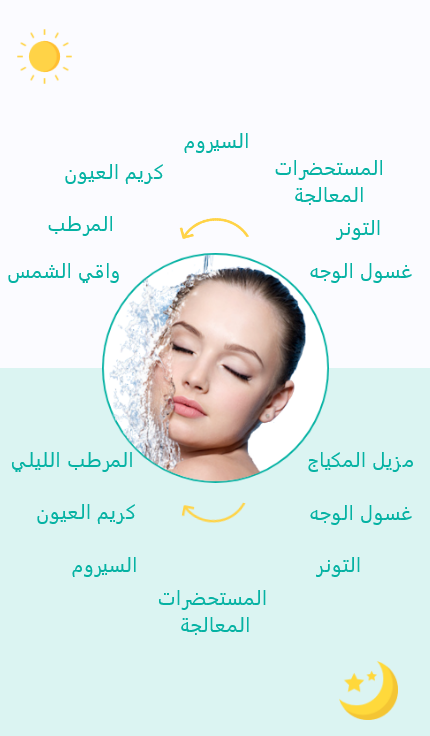 السيروم
المستحضرات
المعالجة
كريم العيون
التونر
المرطب
غسول الوجه
واقي الشمس
مزيل المكياج
المرطب الليلي
غسول الوجه
كريم العيون
التونر
السيروم
المستحضرات
المعالجة